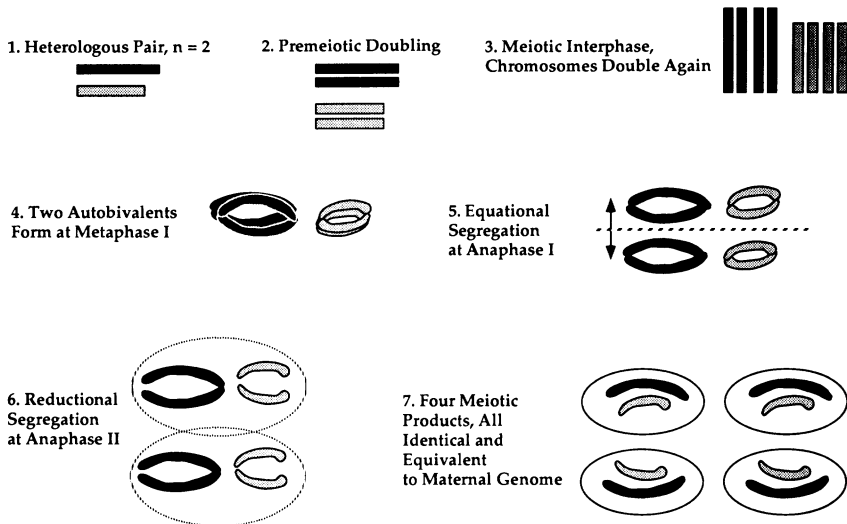 1. Heterologous Pair, n = 2
2. Premeiotic Doubling
3. Meiotic Interphase,
Chromosomes Double Again
4. Two Autobivalents
Form at Metaphase I
5. Equational
Segregation
at Anaphase I
6. Reductional
Segregation
at Anaphase II
7. Four Meiotic
Products, All
Identical and
Equivalent
to Maternal Genome